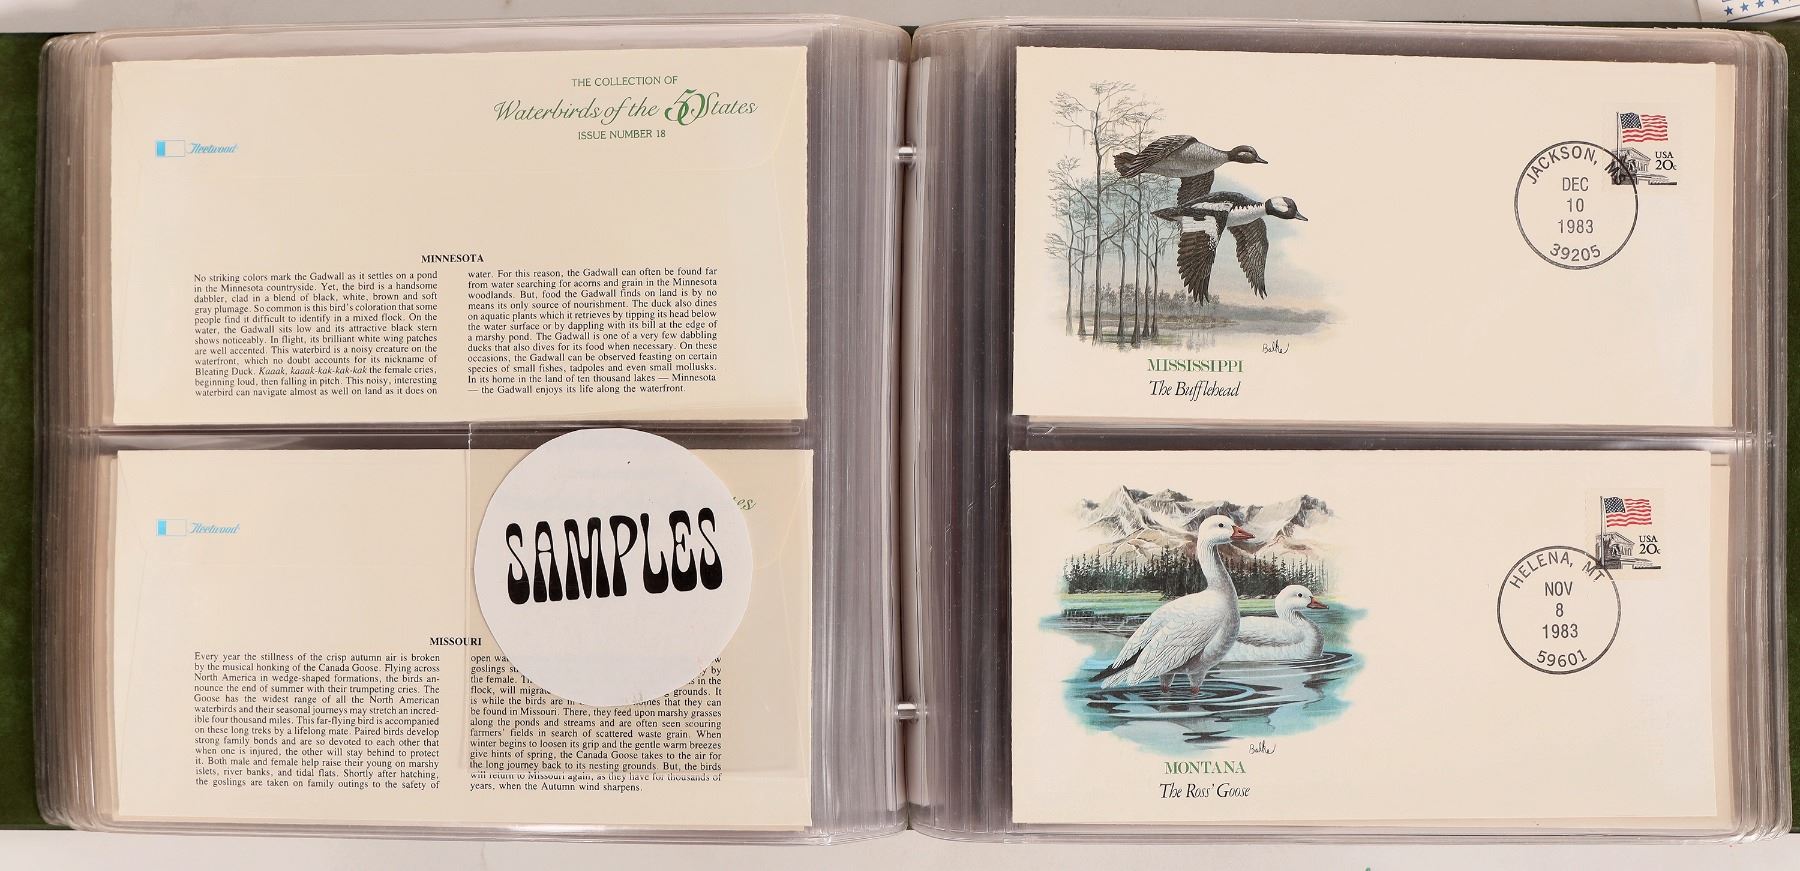 THE COLLECTION OF
Waterbirds of the 50 States
ISSUE NUMBER 18
Fleetwood
MINNESOTA
No striking colors mark the Gadwall as it settles on a pond
in the Minnesota countryside. Yet, the bird is a handsome
dabbler, clad in a blend of black, white, brown and soft
gray plumage. So common is this bird's coloration that some
people find it difficult to identify in a mixed flock. On the
water, the Gadwall sits low and its attractive black stern
shows noticeably. In flight, its brilliant white wing patches
are well accented. This waterbird is a noisy creature on the
waterfront, which no doubt accounts for its nickname of
Bleating Duck. Kaaak, kaaak-kak-kak-kak the female cries,
beginning loud, then falling in pitch. This noisy, interesting
waterbird can navigate almost as well on land as it does on
water. For this reason, the Gadwall can often be found far
from water searching for acorns and grain in the Minnesota
woodlands. But, food the Gadwall finds on land is by no
means its only source of nourishment. The duck also dines
on aquatic plants which it retrieves by tipping its head below
the water surface or by dappling with its bill at the edge of
a marshy pond. The Gadwall is one of a very few dabbling
ducks that also dives for its food when necessary. On these
occasions, the Gadwall can be observed feasting on certain
species of small fishes, tadpoles and even small mollusks.
In its home in the land of ten thousand lakes — Minnesota
— the Gadwall enjoys its life along the waterfront.
Fleetwood
tes
SAMPLES
MISSOURI
Every year the stillness of the crisp autumn air is broken
by the musical honking of the Canada Goose. Flying across
North America in wedge-shaped formations, the birds an-
nounce the end of summer with their trumpeting cries. The
Goose has the widest range of all the North American
waterbirds and their seasonal journeys may stretch an incred-
ible four thousand miles. This far-flying bird is accompanied
on these long treks by a lifelong mate. Paired birds develop
strong family bonds and are so devoted to each other that
when one is injured, the other will stay behind to protect
it. Both male and female help raise their young on marshy
islets, river banks, and tidal flats. Shortly after hatching,
the goslings are taken on family outings to the safety of
open wa
goslings s by
the female. T s in the
flock, will migra grounds. It
is while the birds are in omes that they can
be found in Missouri. There, they feed upon marshy grasses
along the ponds and streams and are often seen scouring
farmers' fields in search of scattered waste grain. When
winter begins to loosen its grip and the gentle warm breezes
give hints of spring, the Canada Goose takes to the air for
the long journey back to its nesting grounds. But, the birds
will return to Missouri again, as they have for thousands of
years, when the Autumn wind sharpens.
JACKSON, MS
DEC
10
1983
39205
USA
20c
MISSISSIPPI
The Bufflehead
HELENA, MT
NOV
8
1983
59601
USA
20c
MONTANA
The Ross' Goose